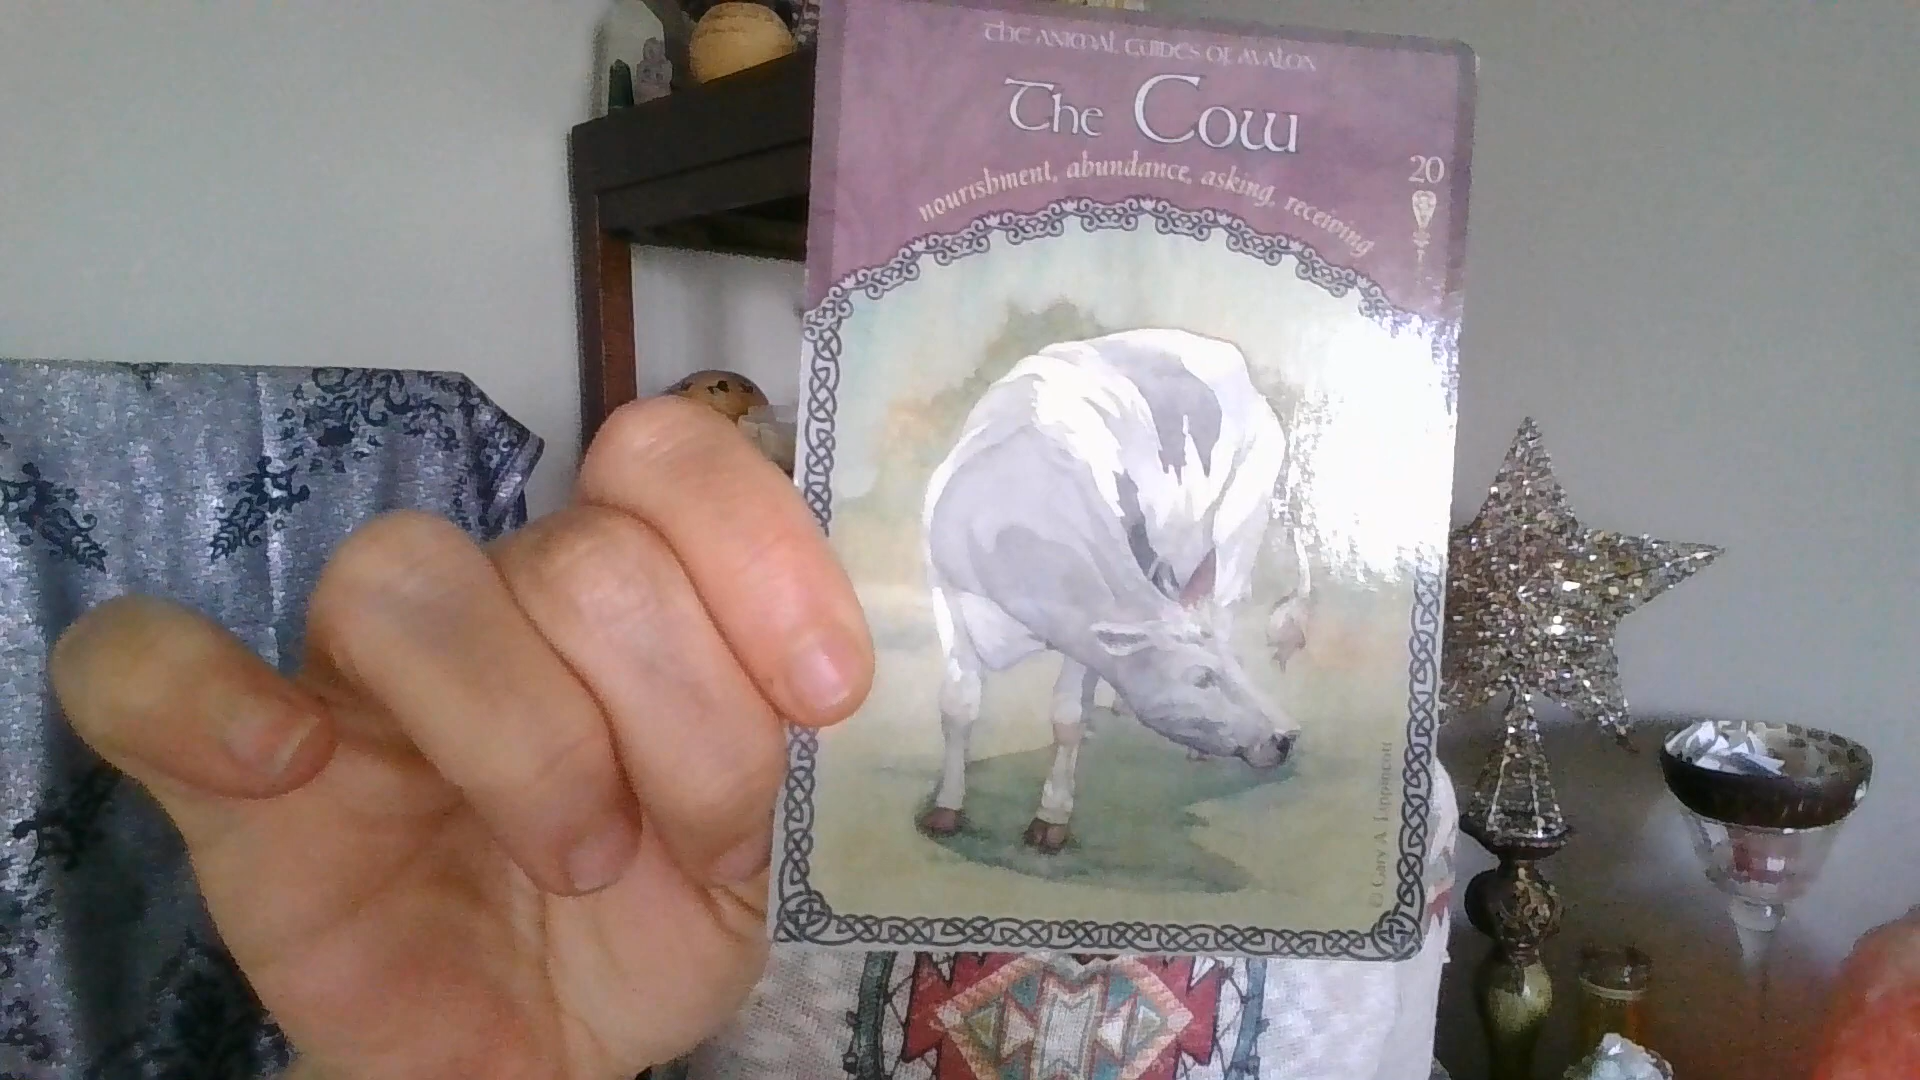 The Animal Guides of Avalon
The Cow
nourishment, abundance, asking, receiving
20